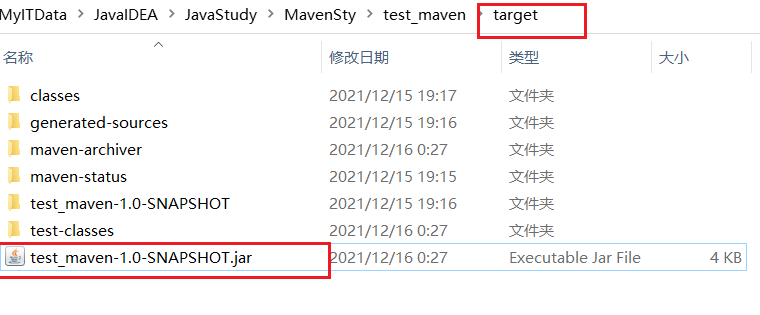 MyITData > JavaIDEA > JavaStudy > MavenSty > test_maven > target
名称 修改日期 类型 大小
classes 2021/12/15 19:17 文件夹
generated-sources 2021/12/15 19:16 文件夹
maven-archiver 2021/12/16 0:27 文件夹
maven-status 2021/12/15 19:15 文件夹
test_maven-1.0-SNAPSHOT 2021/12/15 19:16 文件夹
test-classes 2021/12/16 0:27 文件夹
test_maven-1.0-SNAPSHOT.jar 2021/12/16 0:27 Executable Jar File 4 KB